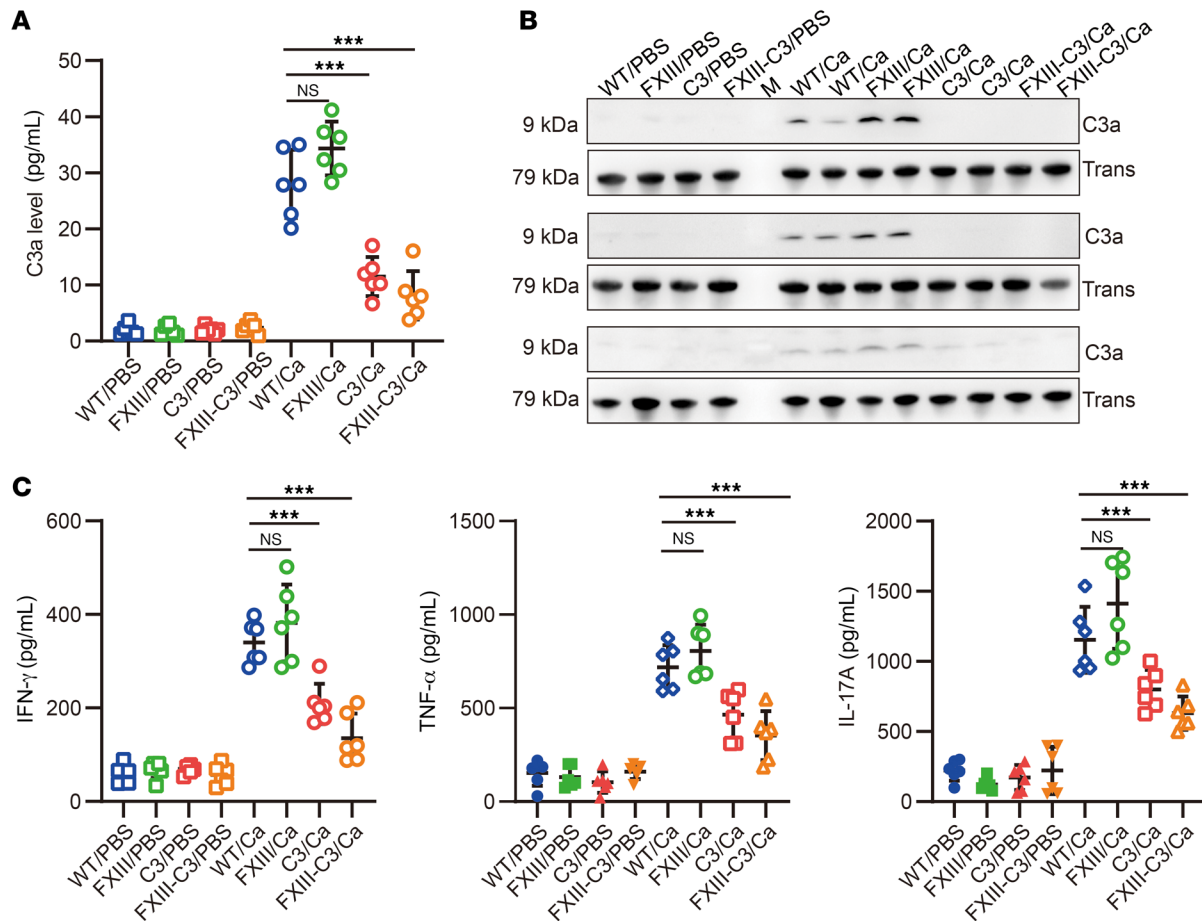 A
C3a level (pg/mL)
50
40
30
20
10
0
***
***
NS
WT/PBS
FXIII/PBS
C3/PBS
FXIII-C3/PBS
WT/Ca
FXIII/Ca
C3/Ca
FXIII-C3/Ca
B
WT/PBS
FXIII/PBS
C3/PBS
FXIII-C3/PBS
M
WT/Ca
WT/Ca
FXIII/Ca
FXIII/Ca
C3/Ca
C3/Ca
FXIII-C3/Ca
FXIII-C3/Ca
9 kDa C3a
79 kDa Trans
9 kDa C3a
79 kDa Trans
9 kDa C3a
79 kDa Trans
C
IFN-γ (pg/mL)
600
400
200
0
***
***
NS
WT/PBS
FXIII/PBS
C3/PBS
FXIII-C3/PBS
WT/Ca
FXIII/Ca
C3/Ca
FXIII-C3/Ca
TNF-α (pg/mL)
1500
1000
500
0
***
***
NS
WT/PBS
FXIII/PBS
C3/PBS
FXIII-C3/PBS
WT/Ca
FXIII/Ca
C3/Ca
FXIII-C3/Ca
IL-17A (pg/mL)
2000
1500
1000
500
0
***
***
NS
WT/PBS
FXIII/PBS
C3/PBS
FXIII-C3/PBS
WT/Ca
FXIII/Ca
C3/Ca
FXIII-C3/Ca